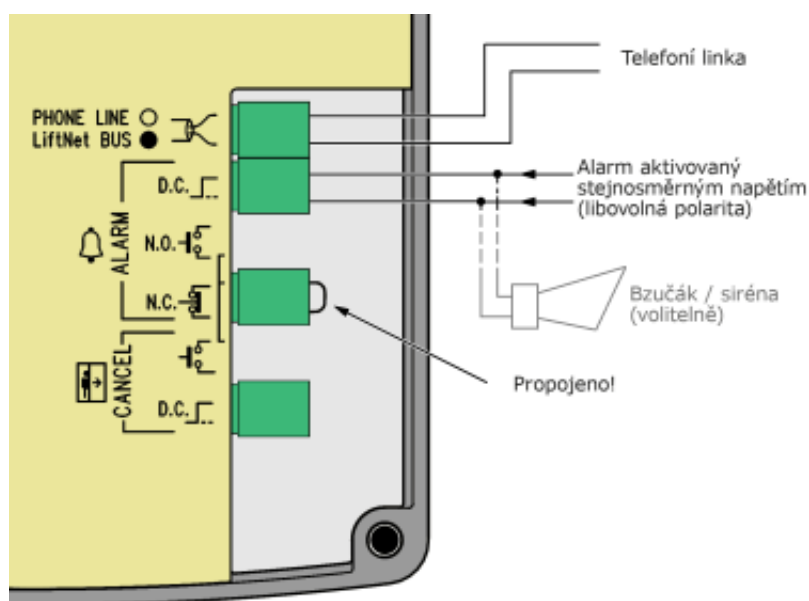 PHONE LINE
LiftNet BUS
Telefoní linka
D.C.
Alarm aktivovaný
stejnosměrným napětím
(libovolná polarita)
ALARM
N.O.
N.C.
Bzučák / siréna
(volitelně)
CANCEL
Propojeno!
D.C.